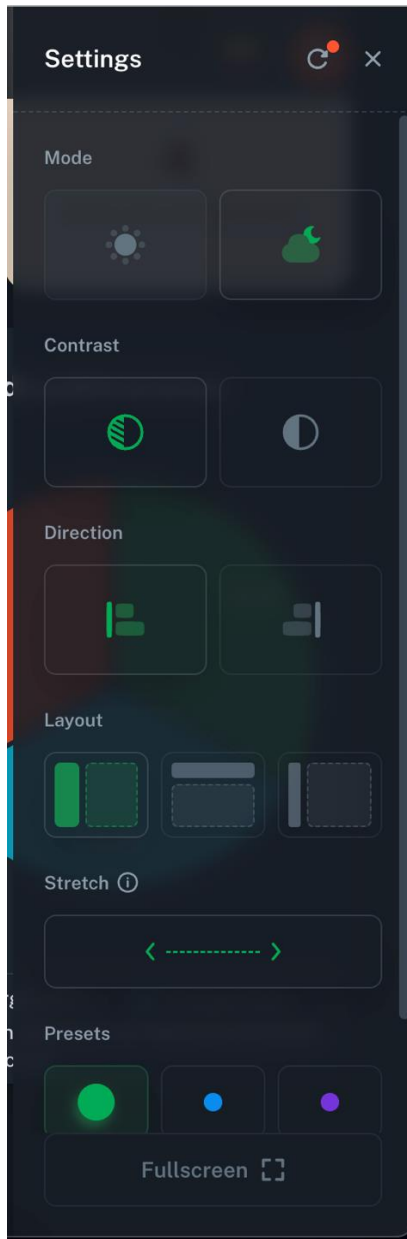 Settings
Mode
Contrast
Direction
Layout
Stretch
Presets
Fullscreen